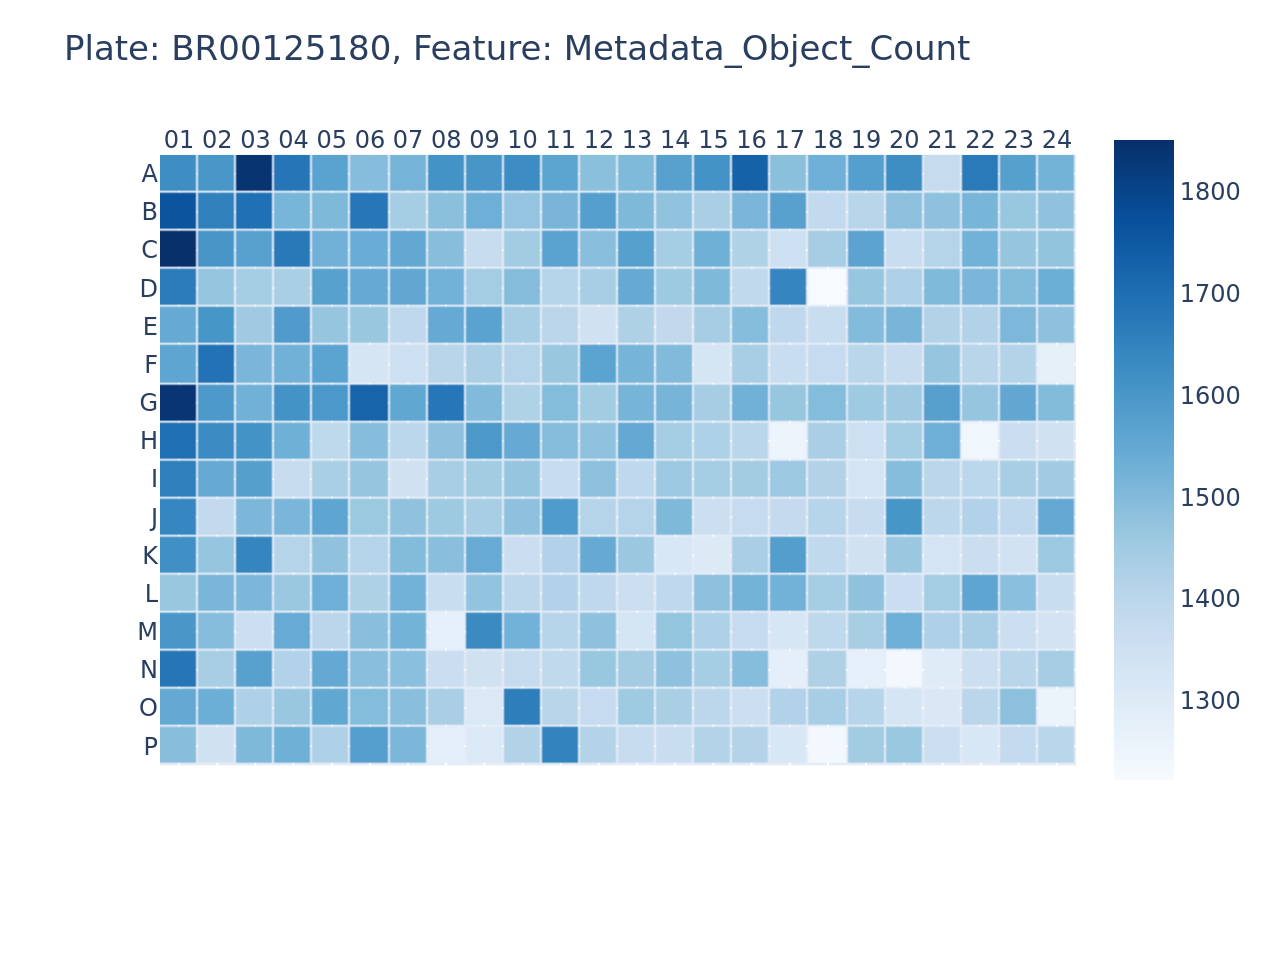 Plate: BR00125180, Feature: Metadata_Object_Count
01 02 03 04 05 06 07 08 09 10 11 12 13 14 15 16 17 18 19 20 21 22 23 24
A
B
C
D
E
F
G
H
I
J
K
L
M
N
O
P
1800
1700
1600
1500
1400
1300